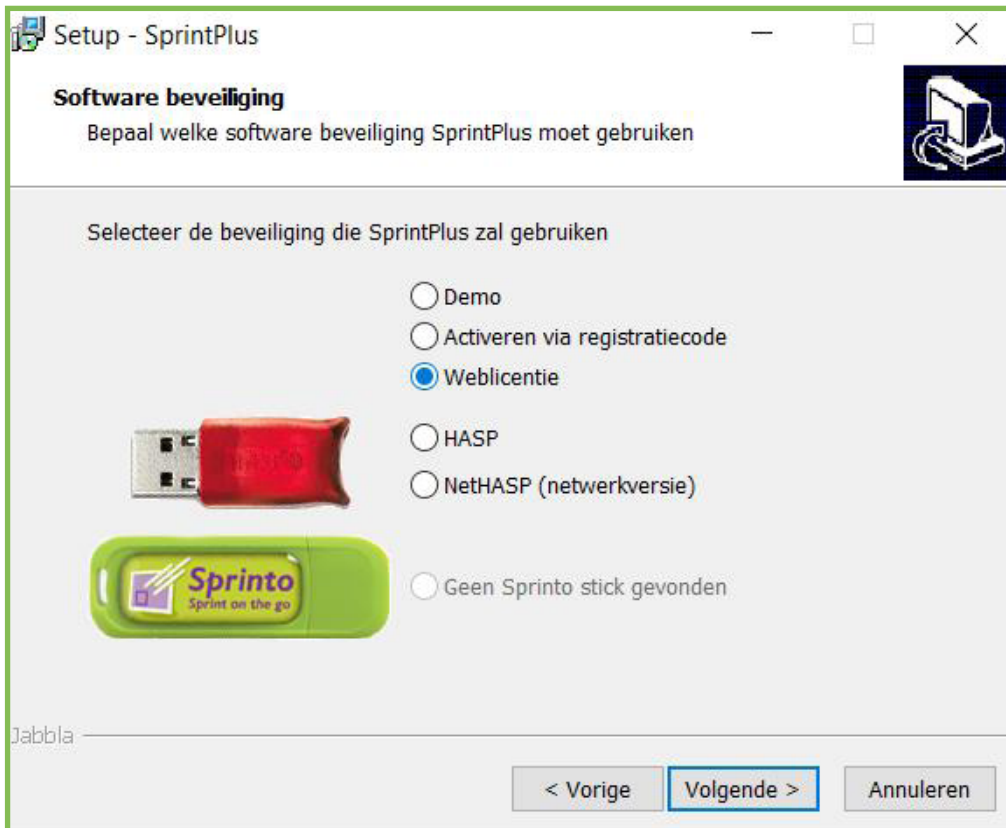 Setup - SprintPlus
Software beveiliging
Bepaal welke software beveiliging SprintPlus moet gebruiken
Selecteer de beveiliging die SprintPlus zal gebruiken
Demo
Activeren via registratiecode
Weblicentie
HASP
NetHASP (netwerkversie)
Sprinto
Sprint on the go
Geen Sprinto stick gevonden
Jabbla
< Vorige
Volgende >
Annuleren